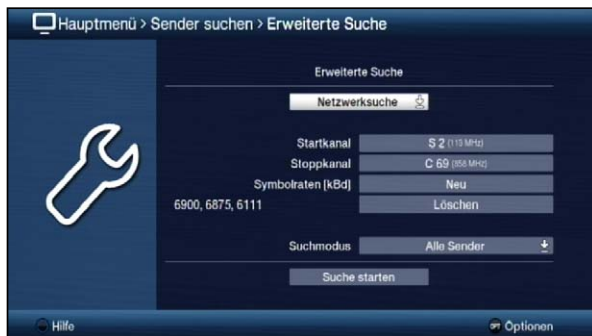 Hauptmenü > Sender suchen > Erweiterte Suche
Erweiterte Suche
Netzwerksuche
Startkanal S 2 (113 MHz)
Stoppkanal C 69 (858 MHz)
Symbolraten [kBd] Neu
6900, 6875, 6111 Löschen
Suchmodus Alle Sender
Suche starten
Hilfe OPT Optionen